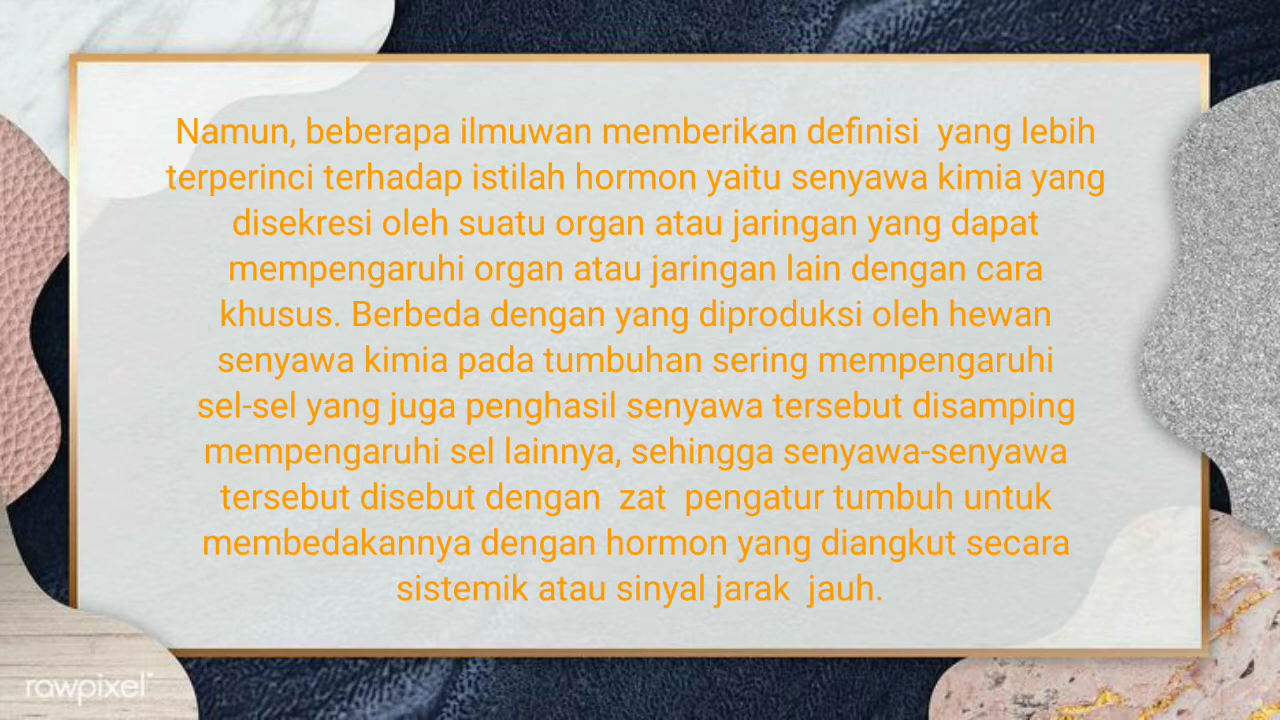 Namun, beberapa ilmuwan memberikan definisi  yang lebih
terperinci terhadap istilah hormon yaitu senyawa kimia yang
disekresi oleh suatu organ atau jaringan yang dapat
mempengaruhi organ atau jaringan lain dengan cara
khusus. Berbeda dengan yang diproduksi oleh hewan
senyawa kimia pada tumbuhan sering mempengaruhi
sel-sel yang juga penghasil senyawa tersebut disamping
mempengaruhi sel lainnya, sehingga senyawa-senyawa
tersebut disebut dengan  zat  pengatur tumbuh untuk
membedakannya dengan hormon yang diangkut secara
sistemik atau sinyal jarak  jauh.
rawpixel